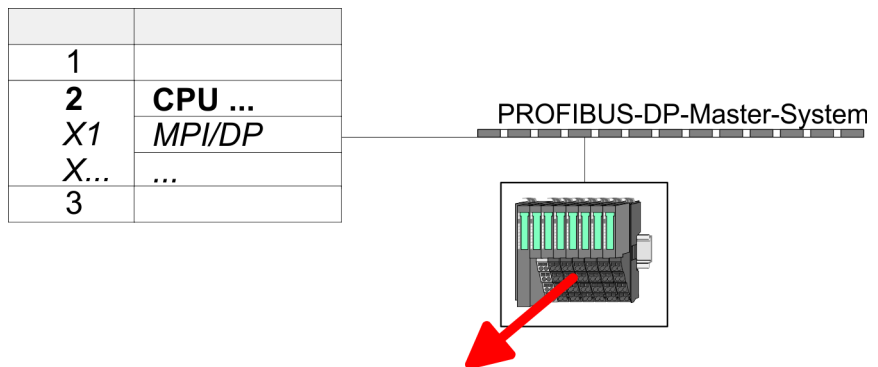 1
2 CPU ...
X1 MPI/DP
X... ...
3
PROFIBUS-DP-Master-System